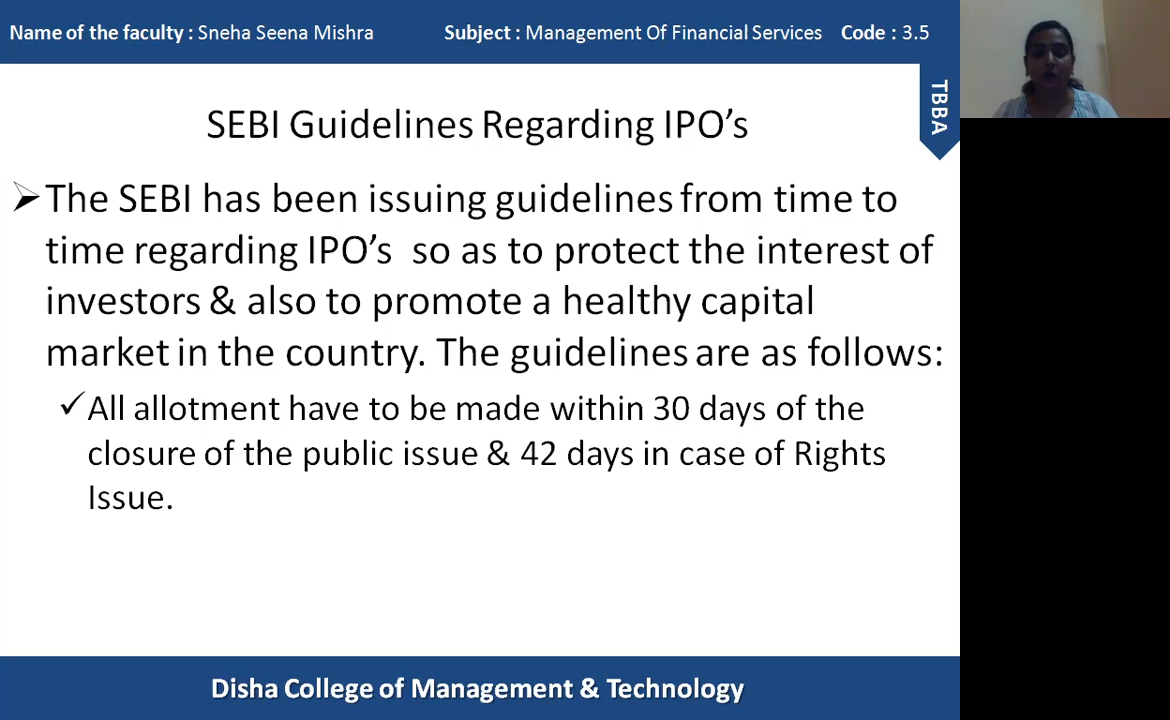 Name of the faculty : Sneha Seena Mishra Subject : Management Of Financial Services Code : 3.5
TBBA
SEBI Guidelines Regarding IPO's
The SEBI has been issuing guidelines from time to
time regarding IPO's so as to protect the interest of
investors & also to promote a healthy capital
market in the country. The guidelines are as follows:
All allotment have to be made within 30 days of the
closure of the public issue & 42 days in case of Rights
Issue.
Disha College of Management & Technology